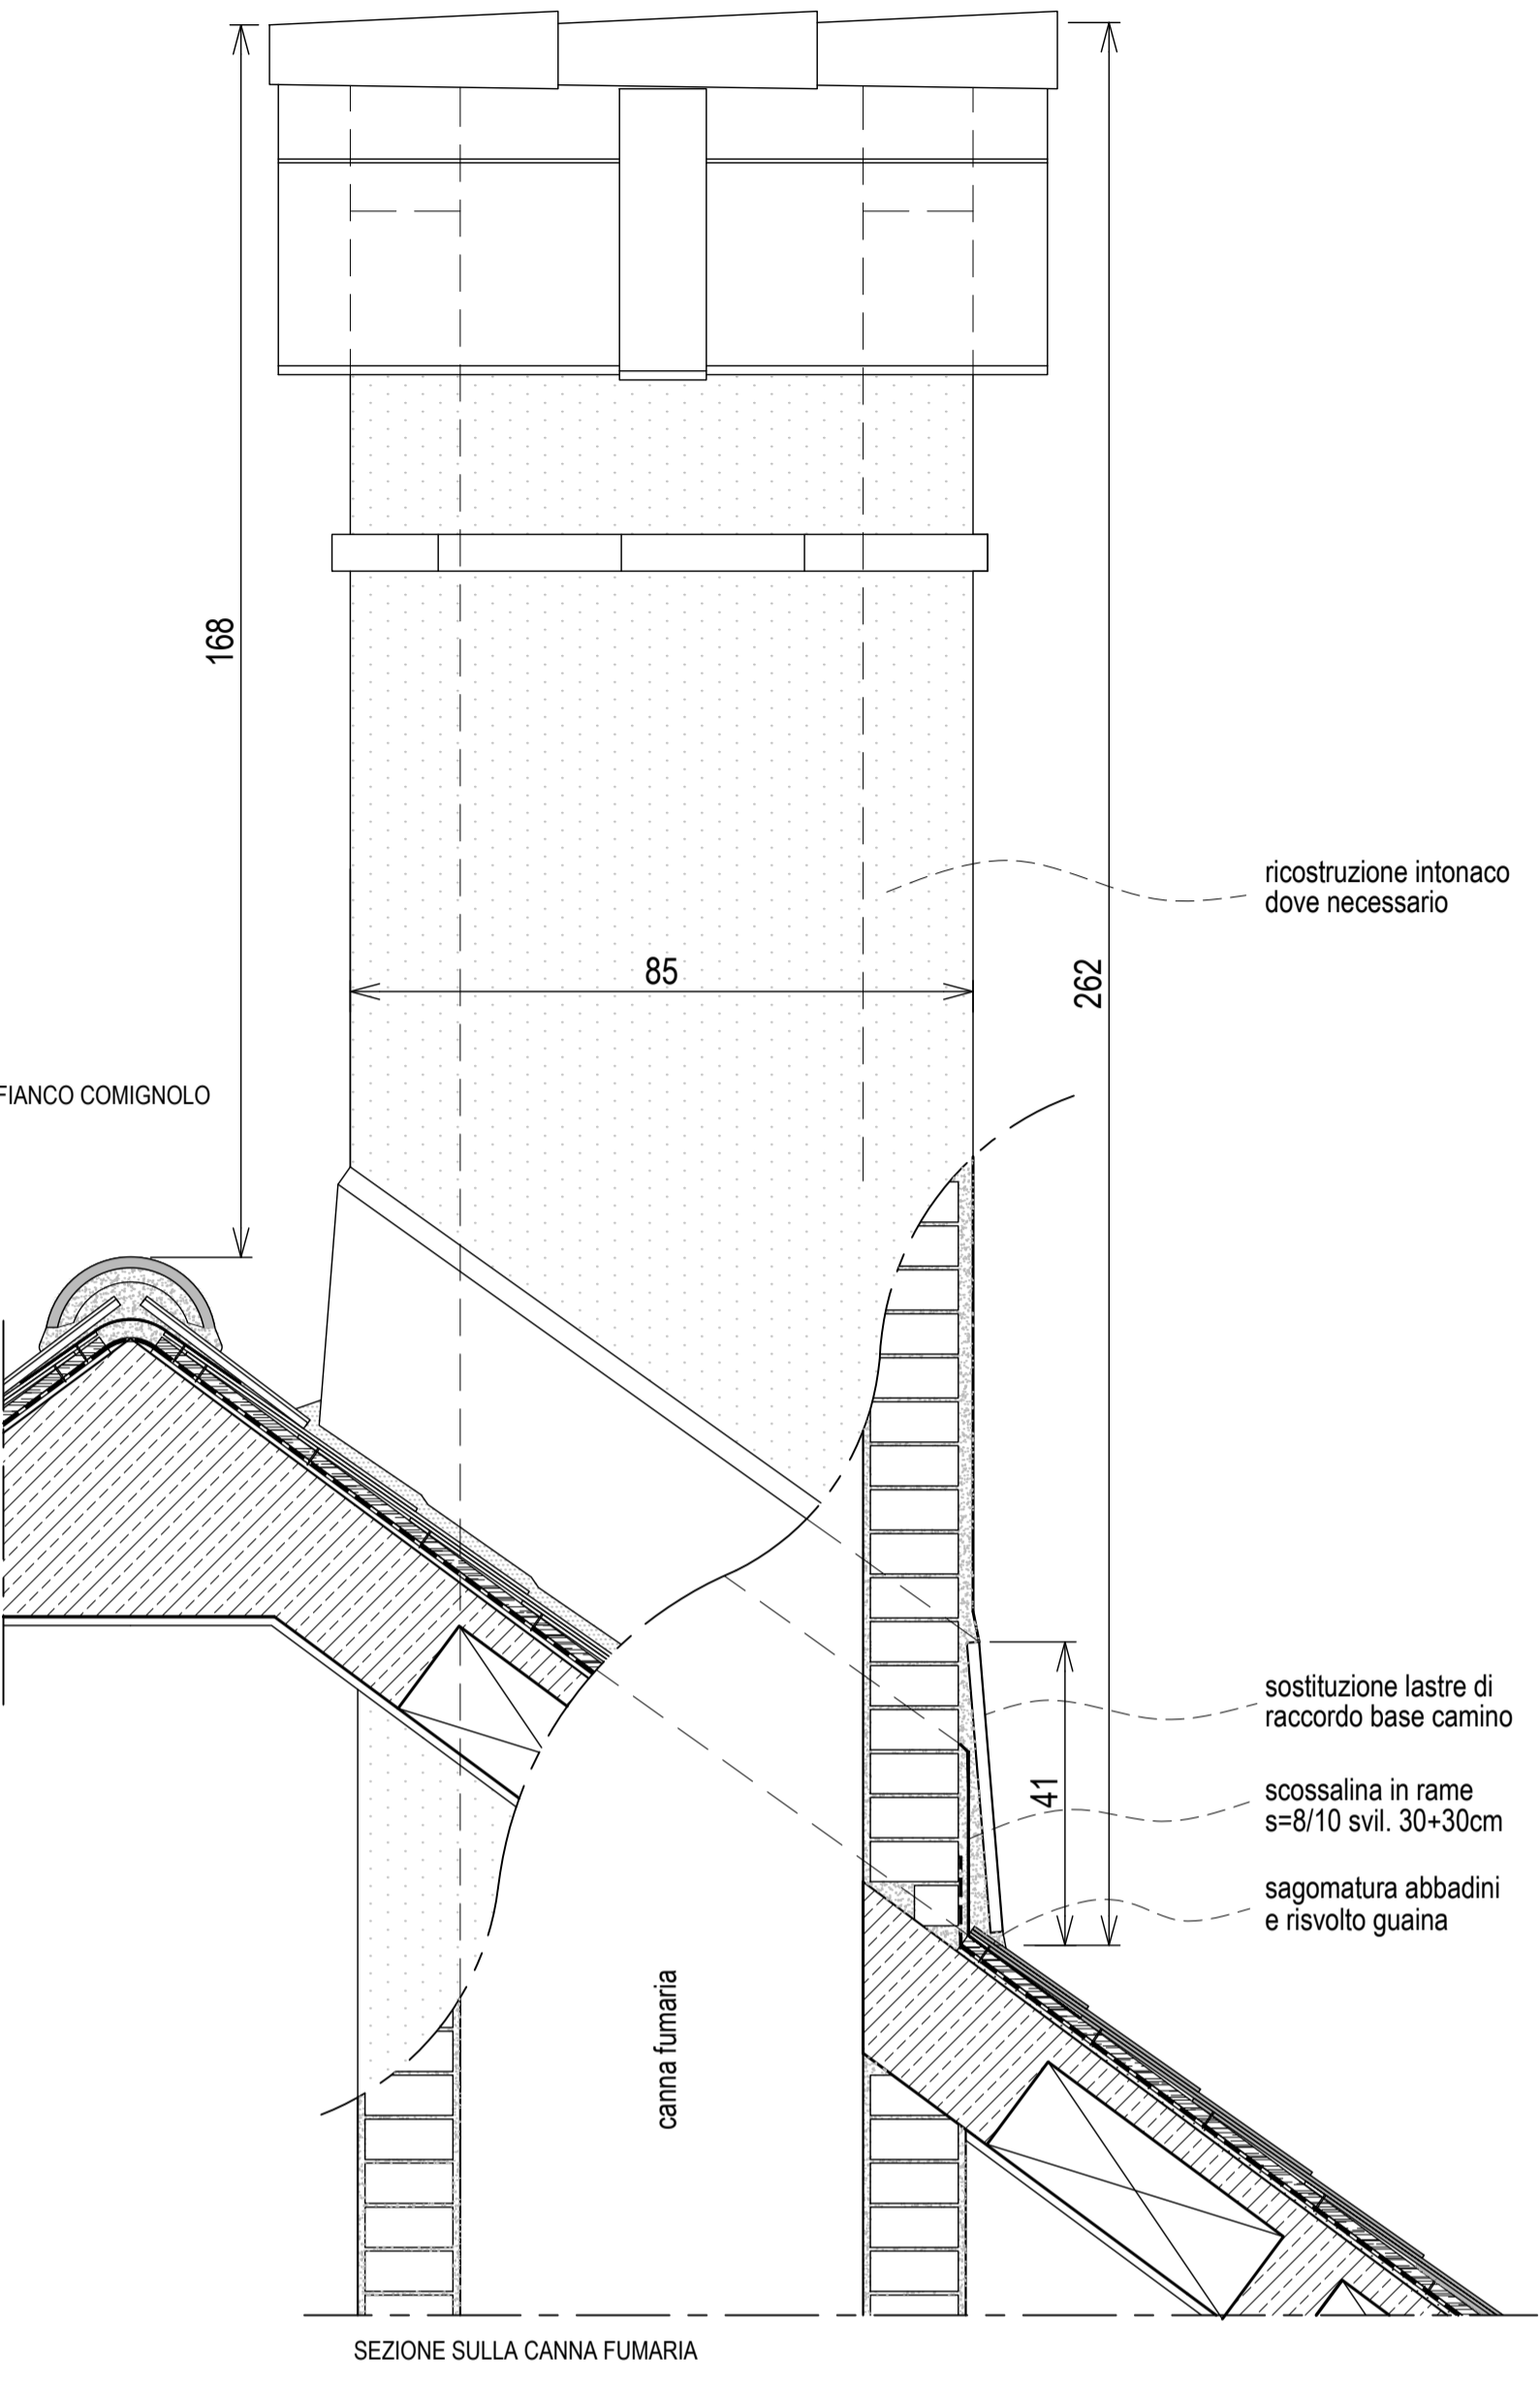 168
ricostruzione intonaco
dove necessario
85
262
FIANCO COMIGNOLO
sostituzione lastre di
raccordo base camino
41
scossalina in rame
s=8/10 svil. 30+30cm
sagomatura abbadini
e risvolto guaina
canna fumaria
SEZIONE SULLA CANNA FUMARIA